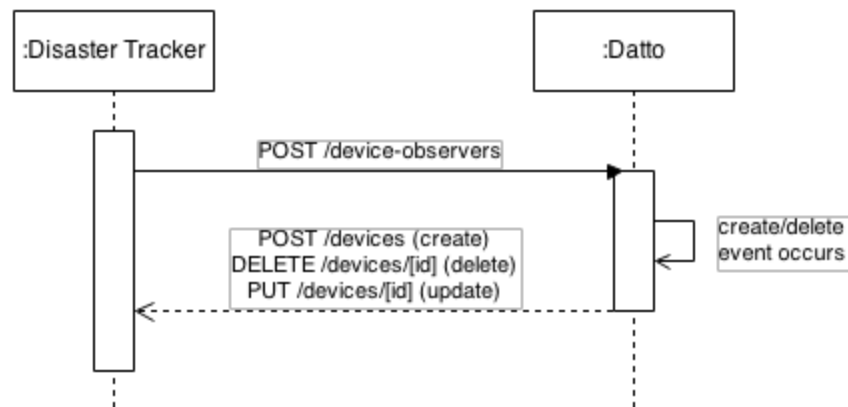 :Disaster Tracker
:Datto
POST /device-observers
create/delete
event occurs
POST /devices (create)
DELETE /devices/[id] (delete)
PUT /devices/[id] (update)